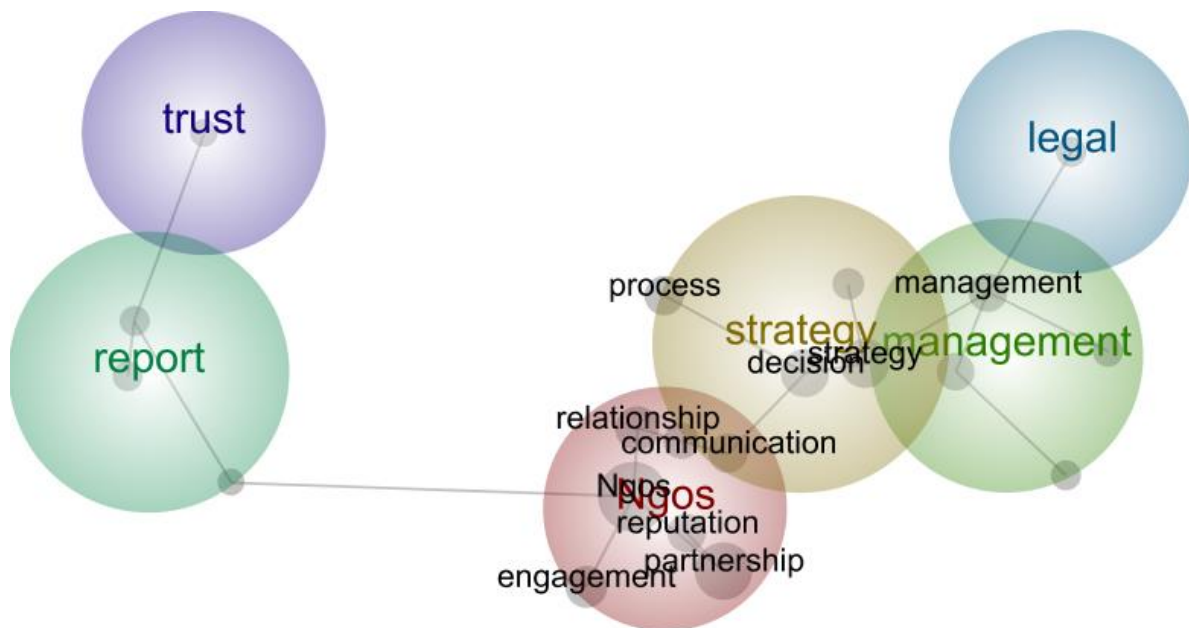 trust
legal
process
management
strategy
management
report
strategy
decision
relationship
communication
Ngos
Ngos
reputation
partnership
engagement